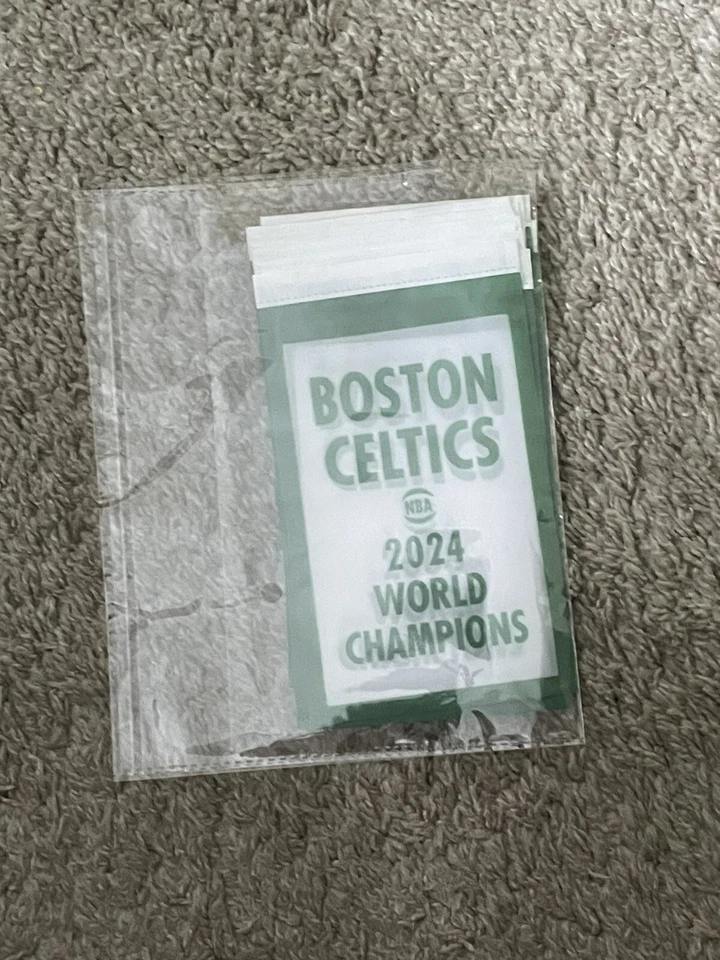 BOSTON
CELTICS
NBA
2024
WORLD
CHAMPIONS